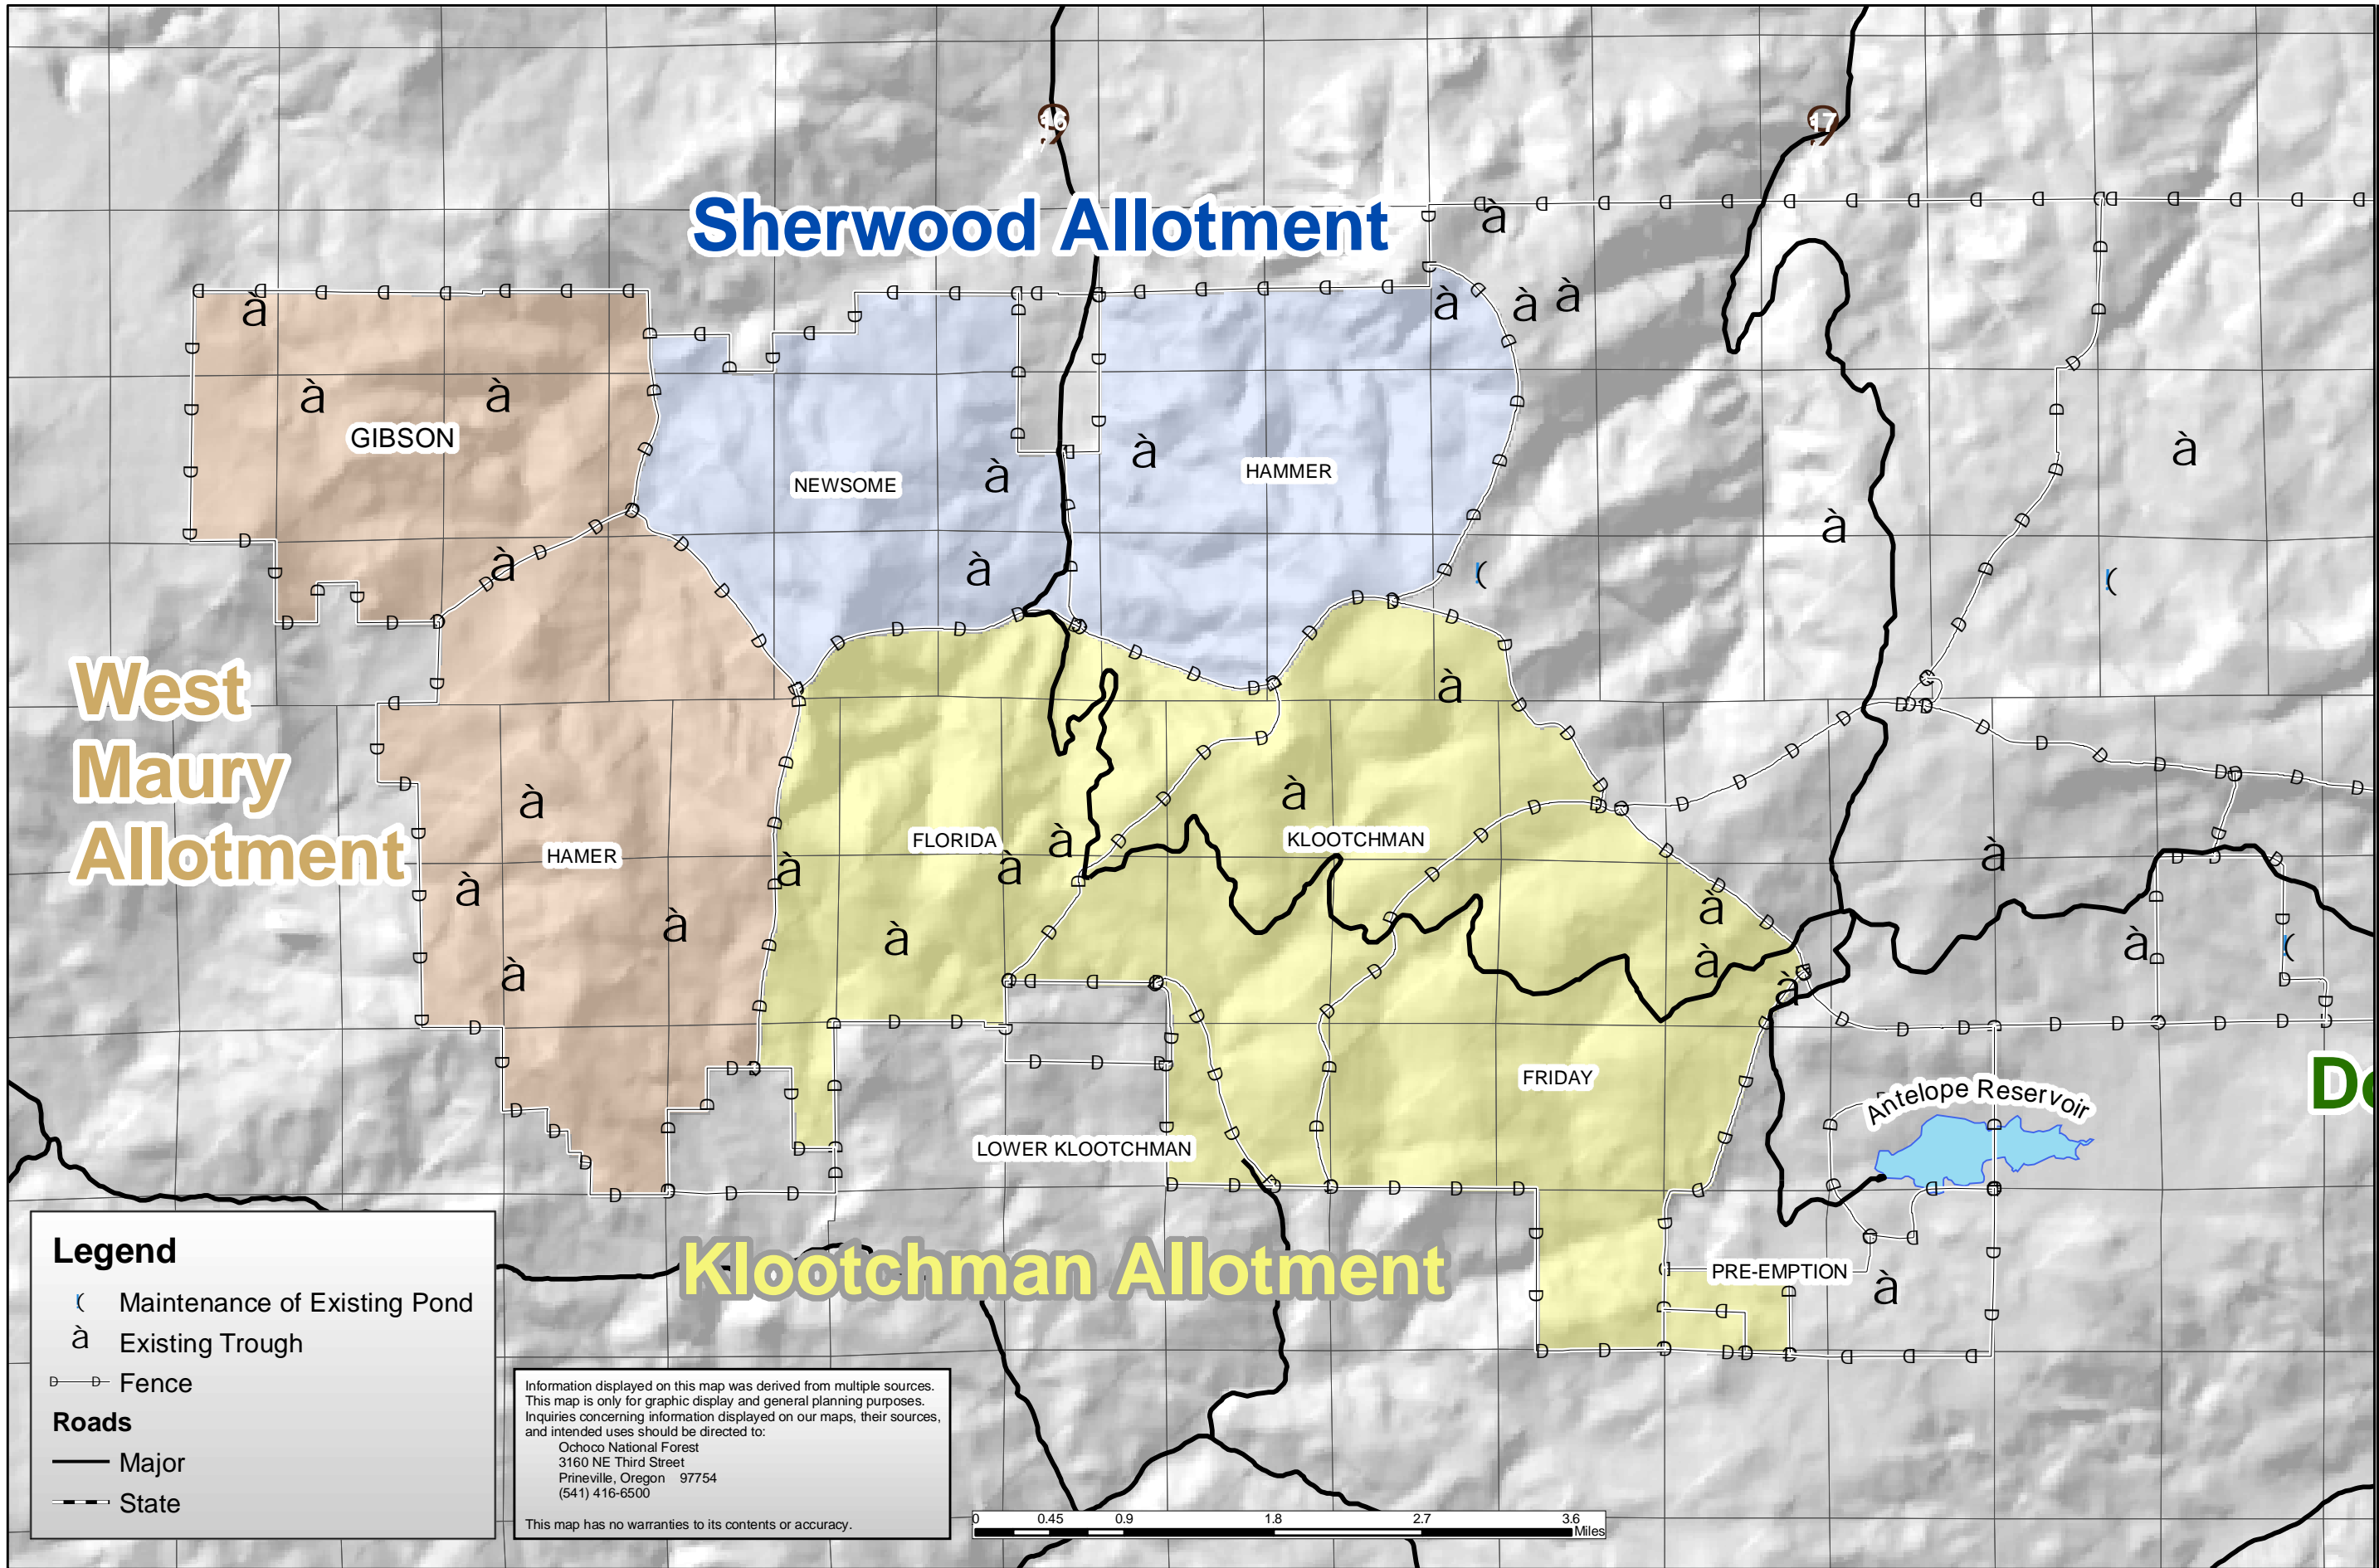 16
17
Sherwood Allotment
GIBSON
NEWSOME
HAMMER
West
Maury
Allotment
HAMER
FLORIDA
KLOOTCHMAN
FRIDAY
LOWER KLOOTCHMAN
Antelope Reservoir
PRE-EMPTION
Klootchman Allotment
Legend
Maintenance of Existing Pond
à Existing Trough
D D Fence
Roads
Major
State
Information displayed on this map was derived from multiple sources.
This map is only for graphic display and general planning purposes.
Inquiries concerning information displayed on our maps, their sources,
and intended uses should be directed to:
Ochoco National Forest
3160 NE Third Street
Prineville, Oregon 97754
(541) 416-6500
This map has no warranties to its contents or accuracy.
0 0.45 0.9 1.8 2.7 3.6
Miles